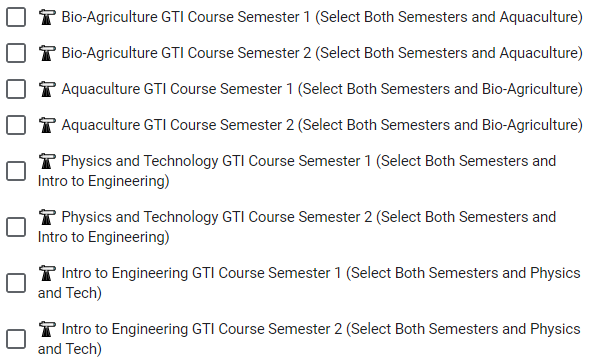 Bio-Agriculture GTI Course Semester 1 (Select Both Semesters and Aquaculture)
Bio-Agriculture GTI Course Semester 2 (Select Both Semesters and Aquaculture)
Aquaculture GTI Course Semester 1 (Select Both Semesters and Bio-Agriculture)
Aquaculture GTI Course Semester 2 (Select Both Semesters and Bio-Agriculture)
Physics and Technology GTI Course Semester 1 (Select Both Semesters and
Intro to Engineering)
Physics and Technology GTI Course Semester 2 (Select Both Semesters and
Intro to Engineering)
Intro to Engineering GTI Course Semester 1 (Select Both Semesters and Physics
and Tech)
Intro to Engineering GTI Course Semester 2 (Select Both Semesters and Physics
and Tech)